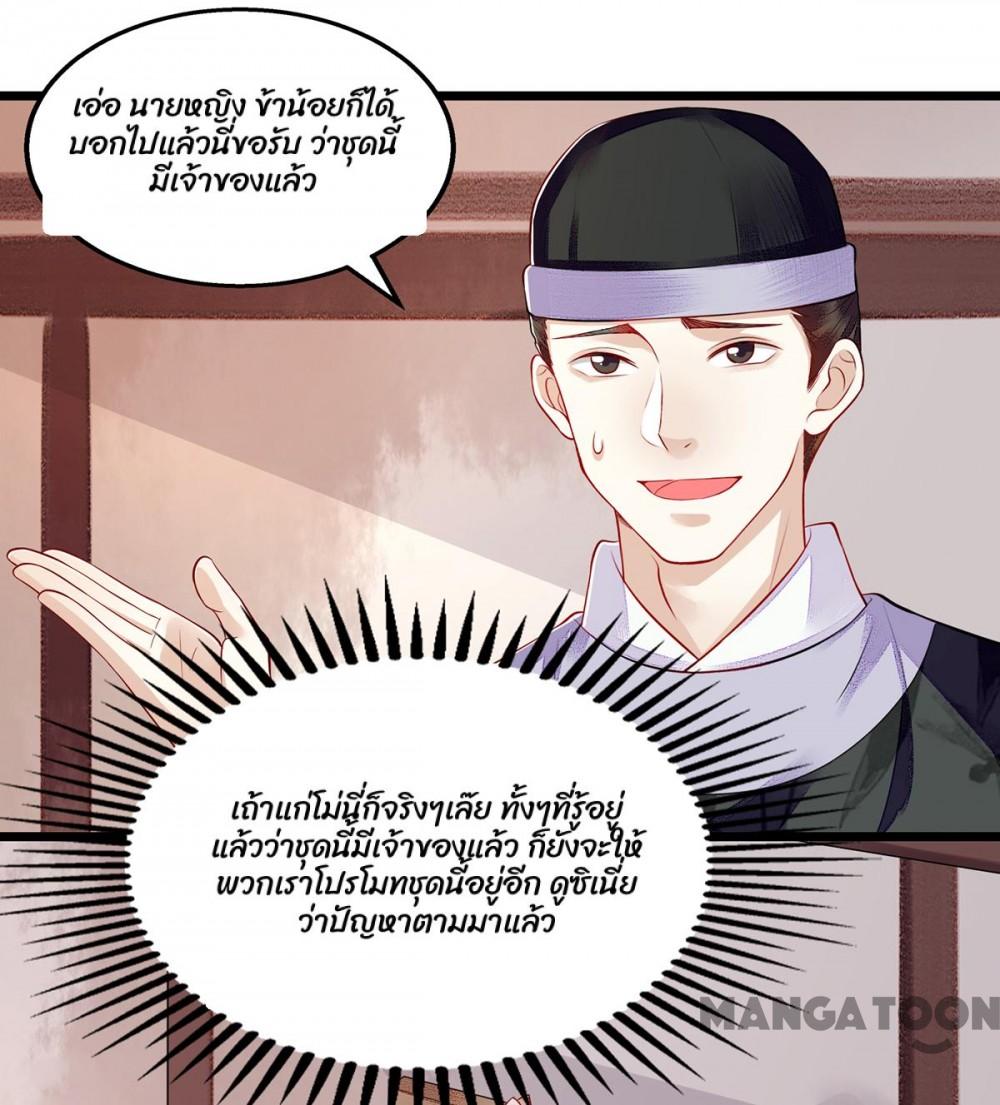 เอ่อ นายหญิง ข้าน้อยก็ได้
บอกไปแล้วนี่ขอรับ ว่าชุดนี้
มีเจ้าของแล้ว
เถ้าแก่โม่นี่ก็จริงๆเล๊ย ทั้งๆที่รู้อยู่
แล้วว่าชุดนี้มีเจ้าของแล้ว ก็ยังจะให้
พวกเราโปรโมทชุดนี้อยู่อีก ดูซิเนี่ย
ว่าปัญหาตามมาแล้ว
MANGATOON